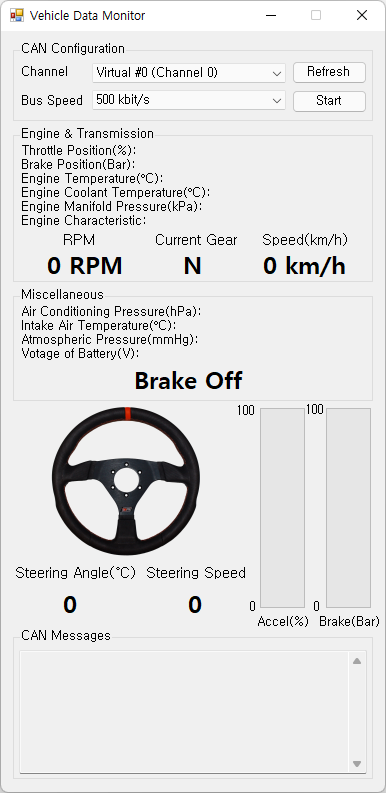 Vehicle Data Monitor
CAN Configuration
Channel Virtual #0 (Channel 0) Refresh
Bus Speed 500 kbit/s Start
Engine & Transmission
Throttle Position(%):
Brake Position(Bar):
Engine Temperature(℃):
Engine Coolant Temperature(℃):
Engine Manifold Pressure(kPa):
Engine Characteristic:
RPM Current Gear Speed(km/h)
0 RPM N 0 km/h
Miscellaneous
Air Conditioning Pressure(hPa):
Intake Air Temperature(℃):
Atmospheric Pressure(mmHg):
Votage of Battery(V):
Brake Off
100 100
Steering Angle(℃) Steering Speed
0 0
0 0
Accel(%) Brake(Bar)
CAN Messages